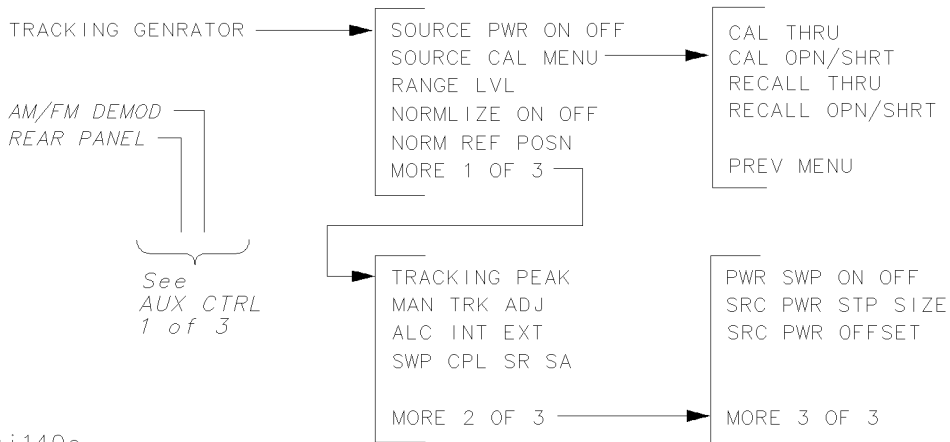 TRACKING GENRATOR
SOURCE PWR ON OFF
SOURCE CAL MENU
RANGE LVL
NORMLIZE ON OFF
NORM REF POSN
MORE 1 OF 3
CAL THRU
CAL OPN/SHRT
RECALL THRU
RECALL OPN/SHRT
PREV MENU
AM/FM DEMOD
REAR PANEL
See
AUX CTRL
1 of 3
TRACKING PEAK
MAN TRK ADJ
ALC INT EXT
SWP CPL SR SA
MORE 2 OF 3
PWR SWP ON OFF
SRC PWR STP SIZE
SRC PWR OFFSET
MORE 3 OF 3